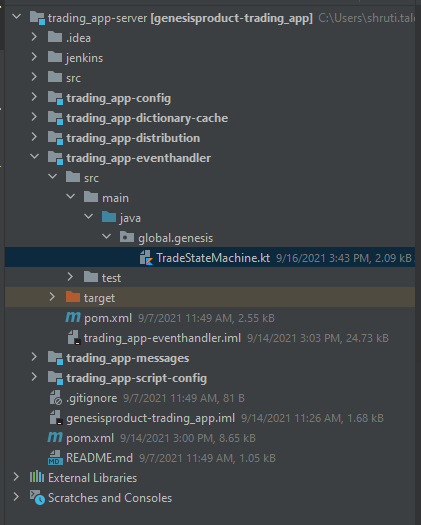 trading_app-server [genesisproduct-trading_app] C:\Users\shruti.tal
.idea
jenkins
src
trading_app-config
trading_app-dictionary-cache
trading_app-distribution
trading_app-eventhandler
src
main
java
global.genesis
TradeStateMachine.kt 9/16/2021 3:43 PM, 2.09 kB
test
target
pom.xml 9/7/2021 11:49 AM, 2.55 kB
trading_app-eventhandler.iml 9/14/2021 3:03 PM, 24.73 kB
trading_app-messages
trading_app-script-config
.gitignore 9/7/2021 11:49 AM, 81 B
genesisproduct-trading_app.iml 9/14/2021 11:26 AM, 1.68 kB
pom.xml 9/14/2021 3:00 PM, 8.65 kB
README.md 9/7/2021 11:49 AM, 1.05 kB
External Libraries
Scratches and Consoles